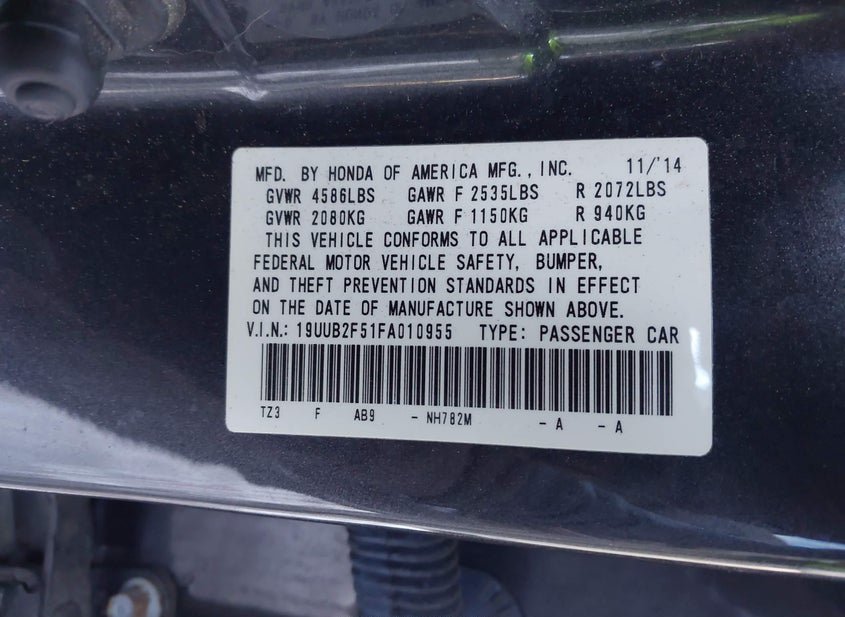 MFD. BY HONDA OF AMERICA MFG., INC. 11/'14
GVWR 4586LBS GAWR F 2535LBS R 2072LBS
GVWR 2080KG GAWR F 1150KG R 940KG
THIS VEHICLE CONFORMS TO ALL APPLICABLE
FEDERAL MOTOR VEHICLE SAFETY, BUMPER,
AND THEFT PREVENTION STANDARDS IN EFFECT
ON THE DATE OF MANUFACTURE SHOWN ABOVE.
V.I.N.: 19UUB2F51FA010955 TYPE: PASSENGER CAR
TZ3 F AB9 - NH782M - A - A